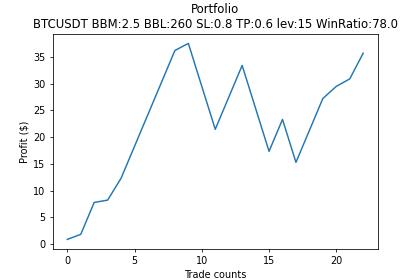 Portfolio
BTCUSDT BBM:2.5 BBL:260 SL:0.8 TP:0.6 lev:15 WinRatio:78.0
Profit ($)
35
30
25
20
15
10
5
0
0 5 10 15 20
Trade counts